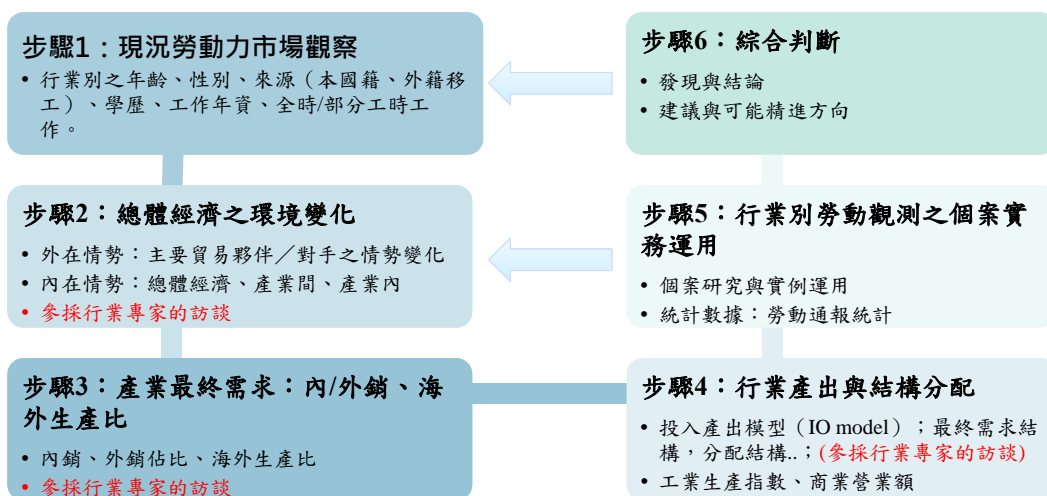 步驟1：現況勞動力市場觀察
• 行業別之年齡、性別、來源（本國籍、外籍移
工）、學歷、工作年資、全時/部分工時工
作。
步驟2：總體經濟之環境變化
• 外在情勢：主要貿易夥伴／對手之情勢變化
• 內在情勢：總體經濟、產業間、產業內
• 參採行業專家的訪談
步驟3：產業最終需求：內/外銷、海
外生產比
• 內銷、外銷佔比、海外生產比
• 參採行業專家的訪談
步驟4：行業產出與結構分配
• 投入產出模型（IO model）；最終需求結
構，分配結構..；(參採行業專家的訪談)
• 工業生產指數、商業營業額
步驟5：行業別勞動觀測之個案實
務運用
• 個案研究與實例運用
• 統計數據：勞動通報統計
步驟6：綜合判斷
• 發現與結論
• 建議與可能精進方向